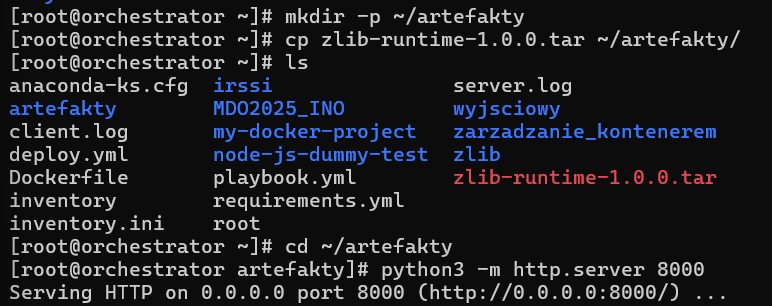 [root@orchestrator ~]# mkdir -p ~/artefakty
[root@orchestrator ~]# cp zlib-runtime-1.0.0.tar ~/artefakty/
[root@orchestrator ~]# ls
anaconda-ks.cfg  irssi                 server.log
artefakty        MDO2025_INO           wyjsciowy
client.log       my-docker-project     zarzadzanie_kontenerem
deploy.yml       node-js-dummy-test    zlib
Dockerfile       playbook.yml          zlib-runtime-1.0.0.tar
inventory        requirements.yml
inventory.ini    root
[root@orchestrator ~]# cd ~/artefakty
[root@orchestrator artefakty]# python3 -m http.server 8000
Serving HTTP on 0.0.0.0 port 8000 (http://0.0.0.0:8000/) ...